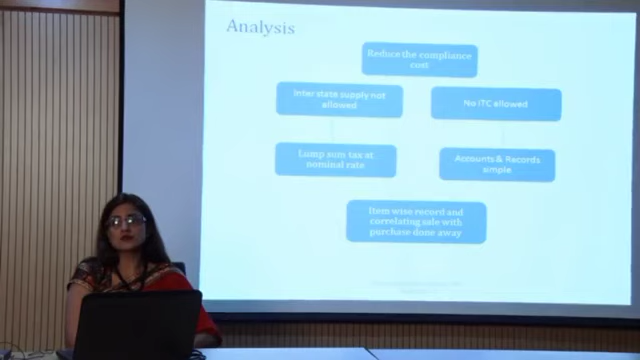 Analysis
Reduce the compliance
cost
Inter state supply not
allowed
No ITC allowed
Lump sum tax at
nominal rate
Accounts & Records
simple
Item wise record and
correlating sale with
purchase done away